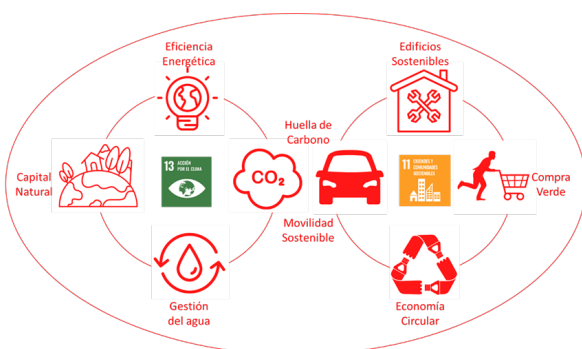 Eficiencia
Energética
Edificios
Sostenibles
Huella de
Carbono
Capital
Natural
13 ACCIÓN
POR EL CLIMA
CO₂
11 CIUDADES Y
COMUNIDADES
SOSTENIBLES
Compra
Verde
Movilidad
Sostenible
Gestión
del agua
Economía
Circular